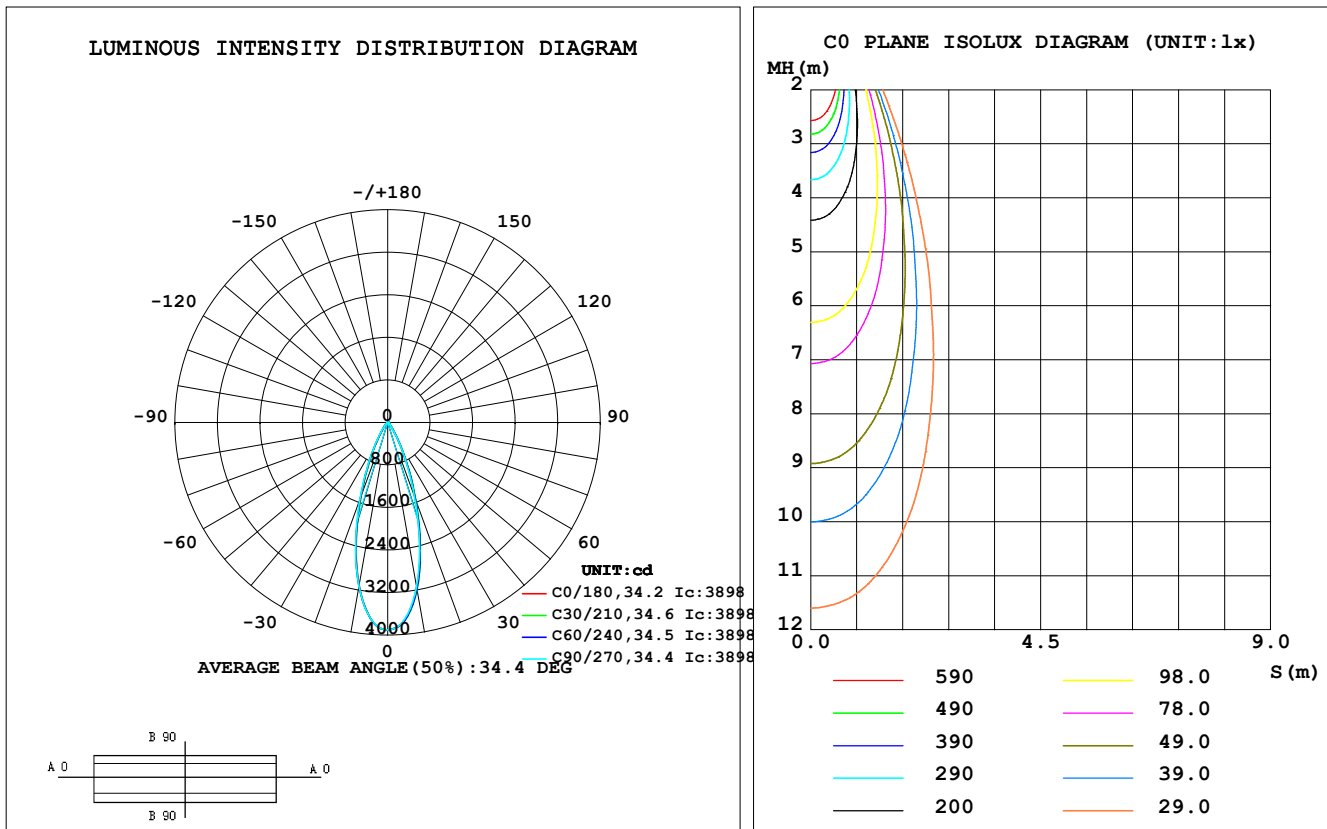 LUMINOUS INTENSITY DISTRIBUTION DIAGRAM
-/+180
-150 150
-120 120
-90 0 90
800
-60 1600 60
2400
3200
-30 4000 30
0
UNIT:cd
C0/180,34.2 Ic:3898
C30/210,34.6 Ic:3898
C60/240,34.5 Ic:3898
C90/270,34.4 Ic:3898
AVERAGE BEAM ANGLE(50%):34.4 DEG
B 90
A 0 A 0
B 90
C0 PLANE ISOLUX DIAGRAM (UNIT:lx)
MH(m)
2
3
4
5
6
7
8
9
10
11
12
0.0 4.5 9.0
S(m)
590 98.0
490 78.0
390 49.0
290 39.0
200 29.0